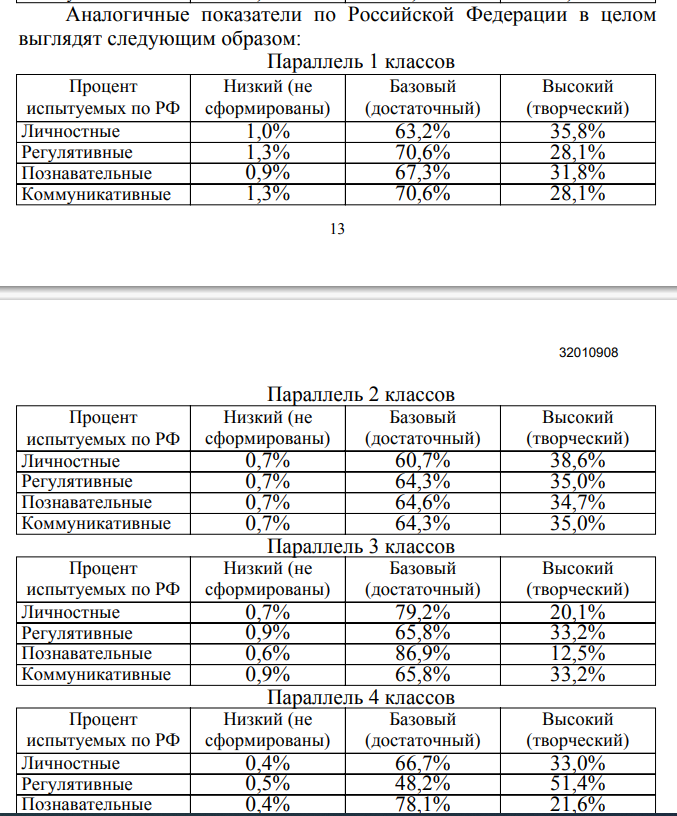 Аналогичные показатели по Российской Федерации в целом
выглядят следующим образом:
Параллель 1 классов
Процент испытуемых по РФ Низкий (не сформированы) Базовый (достаточный) Высокий (творческий)
Личностные 1,0% 63,2% 35,8%
Регулятивные 1,3% 70,6% 28,1%
Познавательные 0,9% 67,3% 31,8%
Коммуникативные 1,3% 70,6% 28,1%
13
32010908
Параллель 2 классов
Процент испытуемых по РФ Низкий (не сформированы) Базовый (достаточный) Высокий (творческий)
Личностные 0,7% 60,7% 38,6%
Регулятивные 0,7% 64,3% 35,0%
Познавательные 0,7% 64,6% 34,7%
Коммуникативные 0,7% 64,3% 35,0%
Параллель 3 классов
Процент испытуемых по РФ Низкий (не сформированы) Базовый (достаточный) Высокий (творческий)
Личностные 0,7% 79,2% 20,1%
Регулятивные 0,9% 65,8% 33,2%
Познавательные 0,6% 86,9% 12,5%
Коммуникативные 0,9% 65,8% 33,2%
Параллель 4 классов
Процент испытуемых по РФ Низкий (не сформированы) Базовый (достаточный) Высокий (творческий)
Личностные 0,4% 66,7% 33,0%
Регулятивные 0,5% 48,2% 51,4%
Познавательные 0,4% 78,1% 21,6%